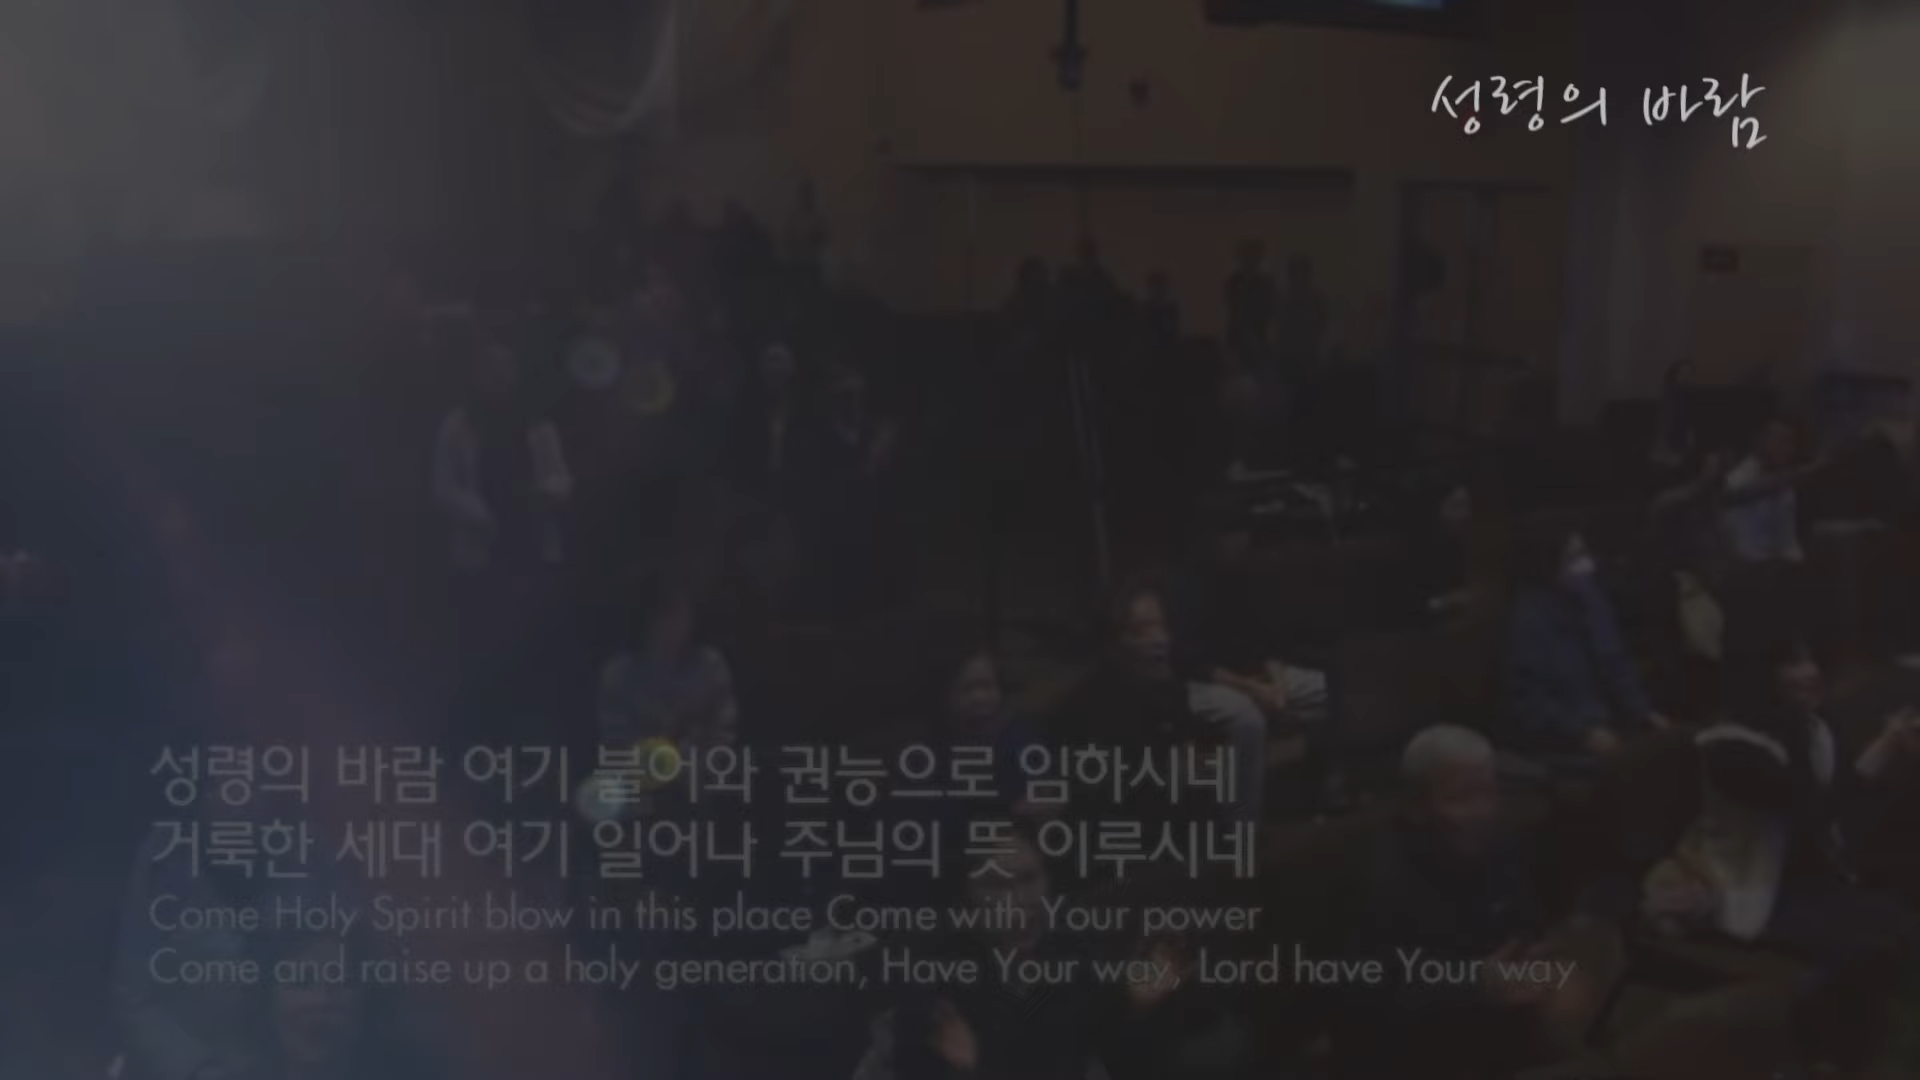 성령의 바람
성령의 바람 여기 불어와 권능으로 임하시네
거룩한 세대 여기 일어나 주님의 뜻 이루시네
Come Holy Spirit blow in this place Come with Your power
Come and raise up a holy generation, Have Your way, Lord have Your way